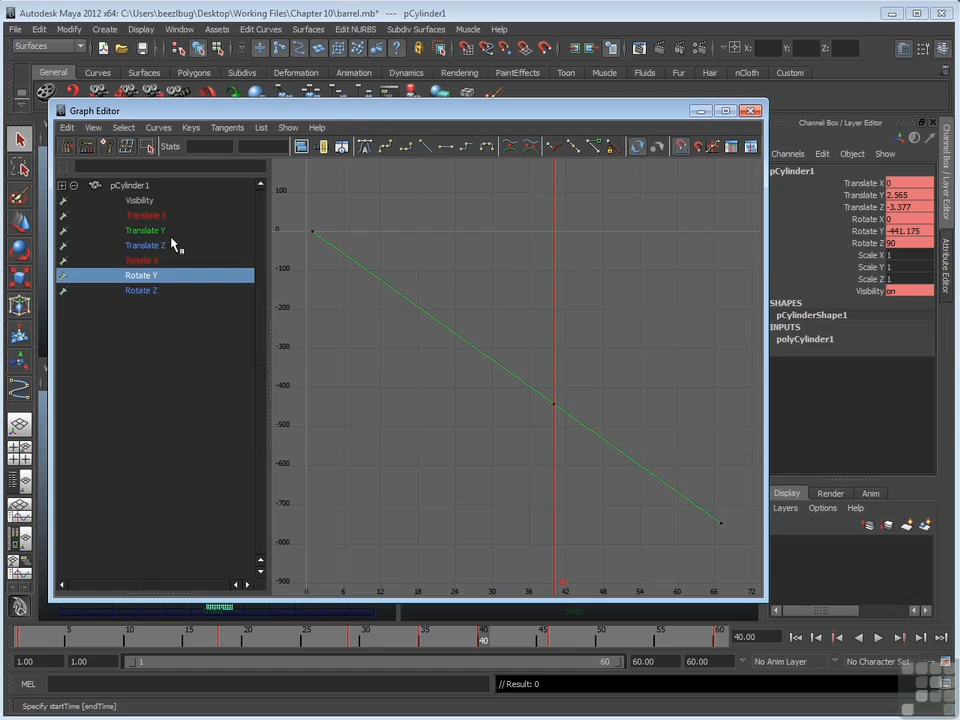 Autodesk Maya 2012 x64: C:\Users\beezlbug\Desktop\Working Files\Chapter 10\barrel.mb* --- pCylinder1
File Edit Modify Create Display Window Assets Edit Curves Surfaces Edit NURBS Subdiv Surfaces Muscle Help
Surfaces X: Y: Z:
General Curves Surfaces Polygons Subdivs Deformation Animation Dynamics Rendering PaintEffects Toon Muscle Fluids Fur Hair nCloth Custom
Graph Editor
Edit View Select Curves Keys Tangents List Show Help
Stats
pCylinder1
Visibility
Translate X
Translate Y
Translate Z
Rotate X
Rotate Y
Rotate Z
100
0
-100
-200
-300
-400
-500
-600
-700
-800
-900
0 6 12 18 24 30 36 42 48 54 60 66 72
Channel Box / Layer Editor
Channels Edit Object Show
pCylinder1
Translate X 0
Translate Y 2.565
Translate Z -3.377
Rotate X 0
Rotate Y -441.175
Rotate Z 90
Scale X 1
Scale Y 1
Scale Z 1
Visibility on
SHAPES
pCylinderShape1
INPUTS
polyCylinder1
Channel Box / Layer Editor
Attribute Editor
Display Render Anim
Layers Options Help
side
5 10 15 20 25 30 35 40 45 50 55 60
40
40.00
1.00 1.00 1 60 60.00 60.00 No Anim Layer No Character Set
MEL // Result: 0
Specify startTime [endTime]